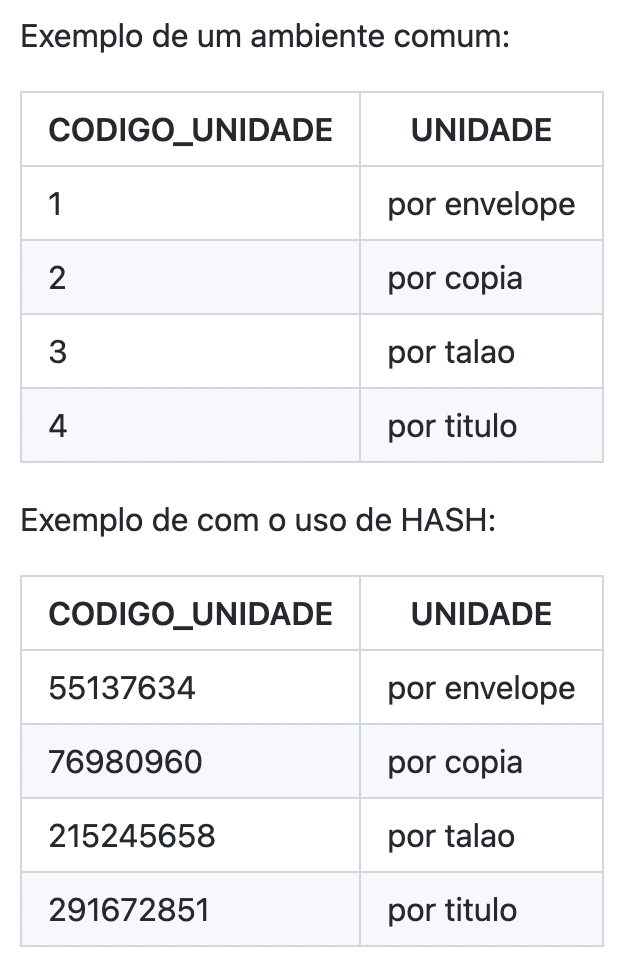 Exemplo de um ambiente comum:
CODIGO_UNIDADE UNIDADE
1 por envelope
2 por copia
3 por talao
4 por titulo
Exemplo de com o uso de HASH:
CODIGO_UNIDADE UNIDADE
55137634 por envelope
76980960 por copia
215245658 por talao
291672851 por titulo